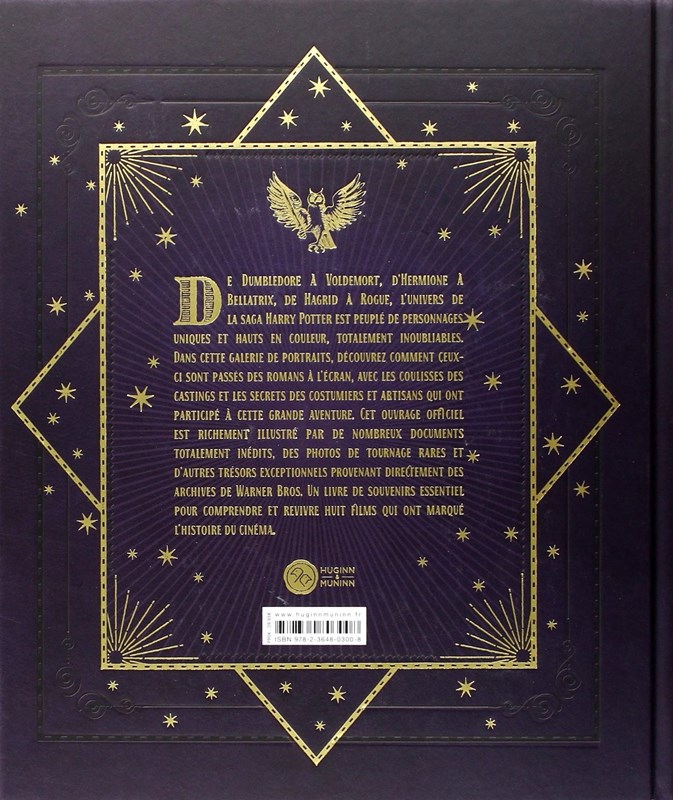 DE DUMBLEDORE À VOLDEMORT, D'HERMIONE À
BELLATRIX, DE HAGRID À ROGUE, L'UNIVERS DE
LA SAGA HARRY POTTER EST PEUPLÉ DE PERSONNAGES
UNIQUES ET HAUTS EN COULEUR, TOTALEMENT INOUBLIABLES.
DANS CETTE GALERIE DE PORTRAITS, DÉCOUVREZ COMMENT CEUX-
CI SONT PASSÉS DES ROMANS À L'ÉCRAN, AVEC LES COULISSES DES
CASTINGS ET LES SECRETS DES COSTUMIERS ET ARTISANS QUI ONT
PARTICIPÉ À CETTE GRANDE AVENTURE. CET OUVRAGE OFFICIEL
EST RICHEMENT ILLUSTRÉ PAR DE NOMBREUX DOCUMENTS
TOTALEMENT INÉDITS, DES PHOTOS DE TOURNAGE RARES ET
D'AUTRES TRÉSORS EXCEPTIONNELS PROVENANT DIRECTEMENT DES
ARCHIVES DE WARNER BROS. UN LIVRE DE SOUVENIRS ESSENTIEL
POUR COMPRENDRE ET REVIVRE HUIT FILMS QUI ONT MARQUÉ
L'HISTOIRE DU CINÉMA.
HUGINN
&
MUNINN
www.huginnmuninn.fr
ISBN 978-2-3648-0300-8